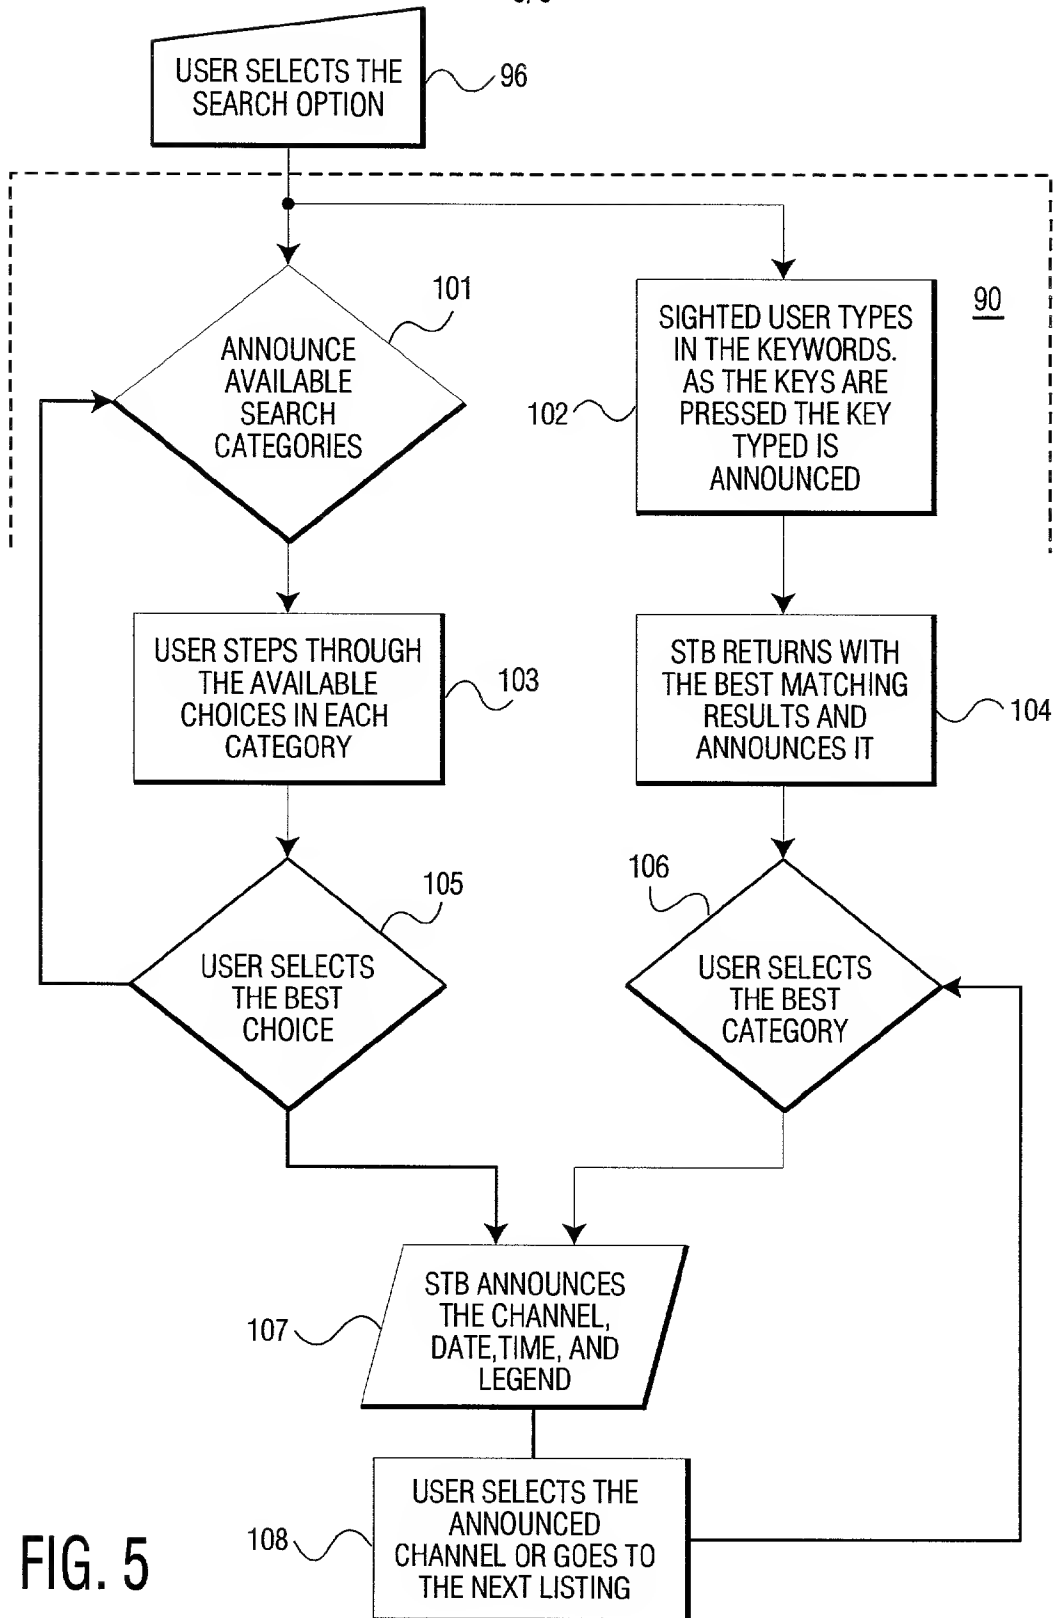 USER SELECTS THE
SEARCH OPTION
96
90
101
ANNOUNCE
AVAILABLE
SEARCH
CATEGORIES
102
SIGHTED USER TYPES
IN THE KEYWORDS.
AS THE KEYS ARE
PRESSED THE KEY
TYPED IS
ANNOUNCED
USER STEPS THROUGH
THE AVAILABLE
CHOICES IN EACH
CATEGORY
103
STB RETURNS WITH
THE BEST MATCHING
RESULTS AND
ANNOUNCES IT
104
105
USER SELECTS
THE BEST
CHOICE
106
USER SELECTS
THE BEST
CATEGORY
107
STB ANNOUNCES
THE CHANNEL,
DATE,TIME, AND
LEGEND
108
USER SELECTS THE
ANNOUNCED
CHANNEL OR GOES TO
THE NEXT LISTING
FIG. 5